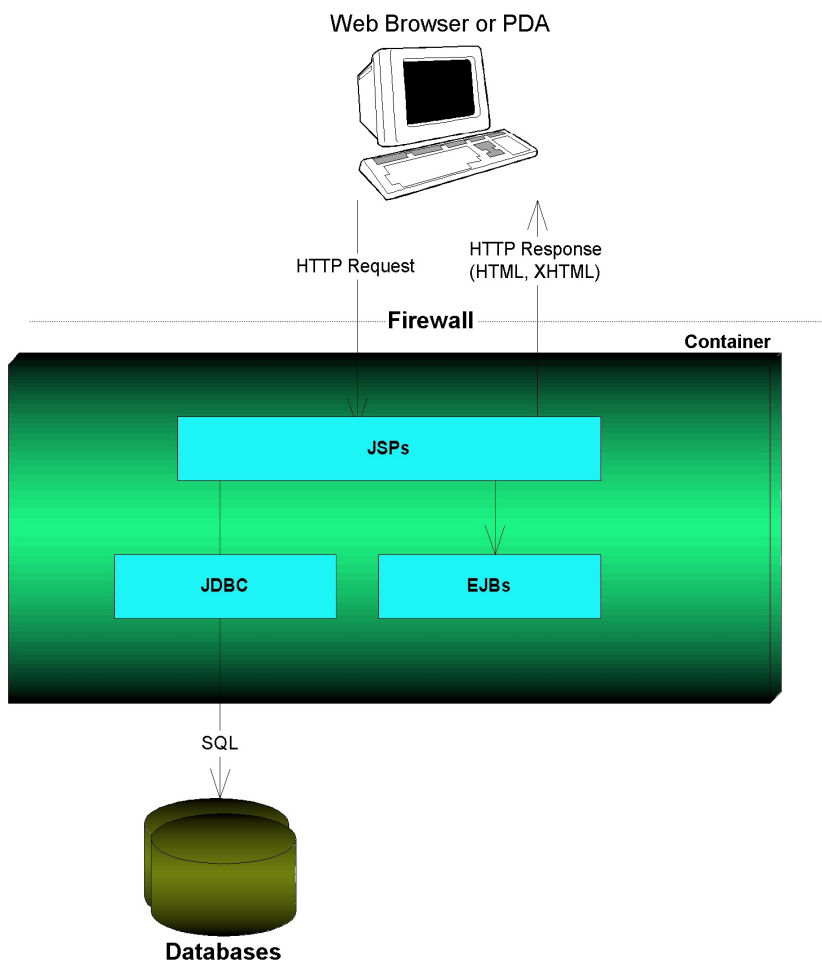 Web Browser or PDA
HTTP Request
HTTP Response
(HTML, XHTML)
Firewall
Container
JSPs
JDBC
EJBs
SQL
Databases